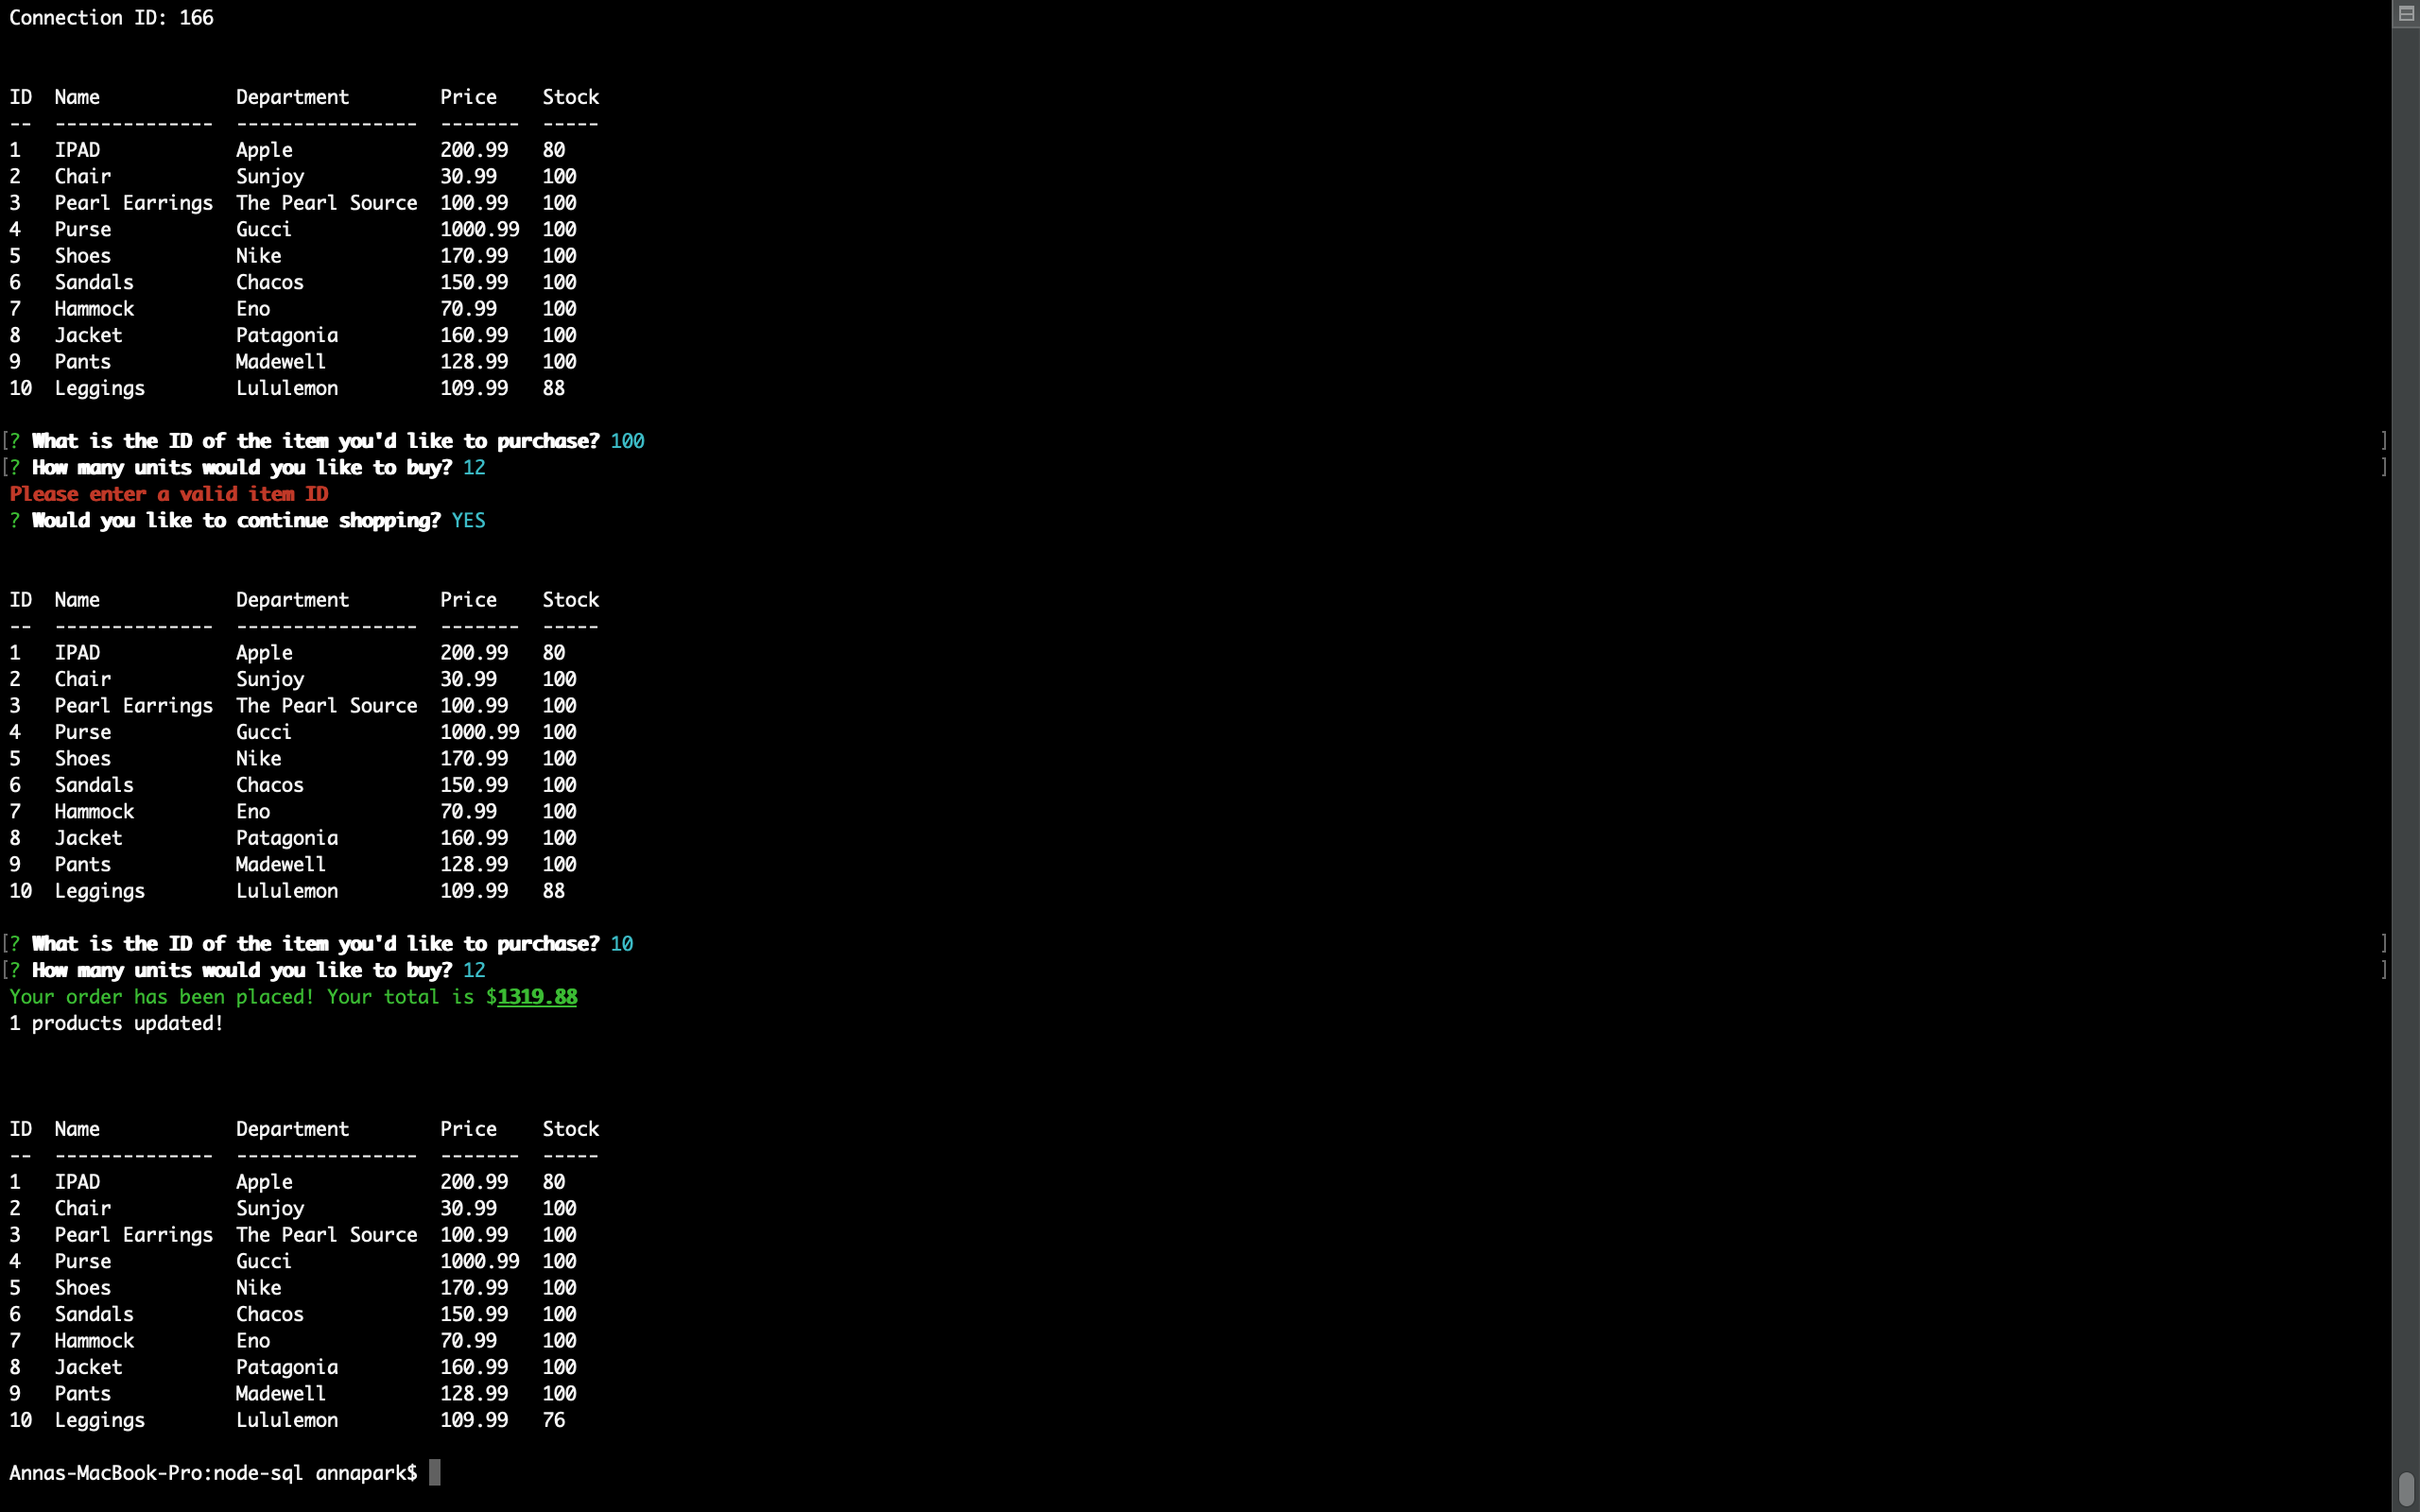 Connection ID: 166
ID  Name            Department        Price    Stock
--  --------------  ----------------  -------  -----
1   IPAD            Apple             200.99   80
2   Chair           Sunjoy            30.99    100
3   Pearl Earrings  The Pearl Source  100.99   100
4   Purse           Gucci             1000.99  100
5   Shoes           Nike              170.99   100
6   Sandals         Chacos            150.99   100
7   Hammock         Eno               70.99    100
8   Jacket          Patagonia         160.99   100
9   Pants           Madewell          128.99   100
10  Leggings        Lululemon         109.99   88
[? What is the ID of the item you'd like to purchase? 100 ]
[? How many units would you like to buy? 12 ]
Please enter a valid item ID
? Would you like to continue shopping? YES
ID  Name            Department        Price    Stock
--  --------------  ----------------  -------  -----
1   IPAD            Apple             200.99   80
2   Chair           Sunjoy            30.99    100
3   Pearl Earrings  The Pearl Source  100.99   100
4   Purse           Gucci             1000.99  100
5   Shoes           Nike              170.99   100
6   Sandals         Chacos            150.99   100
7   Hammock         Eno               70.99    100
8   Jacket          Patagonia         160.99   100
9   Pants           Madewell          128.99   100
10  Leggings        Lululemon         109.99   88
[? What is the ID of the item you'd like to purchase? 10 ]
[? How many units would you like to buy? 12 ]
Your order has been placed! Your total is $1319.88
1 products updated!
ID  Name            Department        Price    Stock
--  --------------  ----------------  -------  -----
1   IPAD            Apple             200.99   80
2   Chair           Sunjoy            30.99    100
3   Pearl Earrings  The Pearl Source  100.99   100
4   Purse           Gucci             1000.99  100
5   Shoes           Nike              170.99   100
6   Sandals         Chacos            150.99   100
7   Hammock         Eno               70.99    100
8   Jacket          Patagonia         160.99   100
9   Pants           Madewell          128.99   100
10  Leggings        Lululemon         109.99   76
Annas-MacBook-Pro:node-sql annapark$